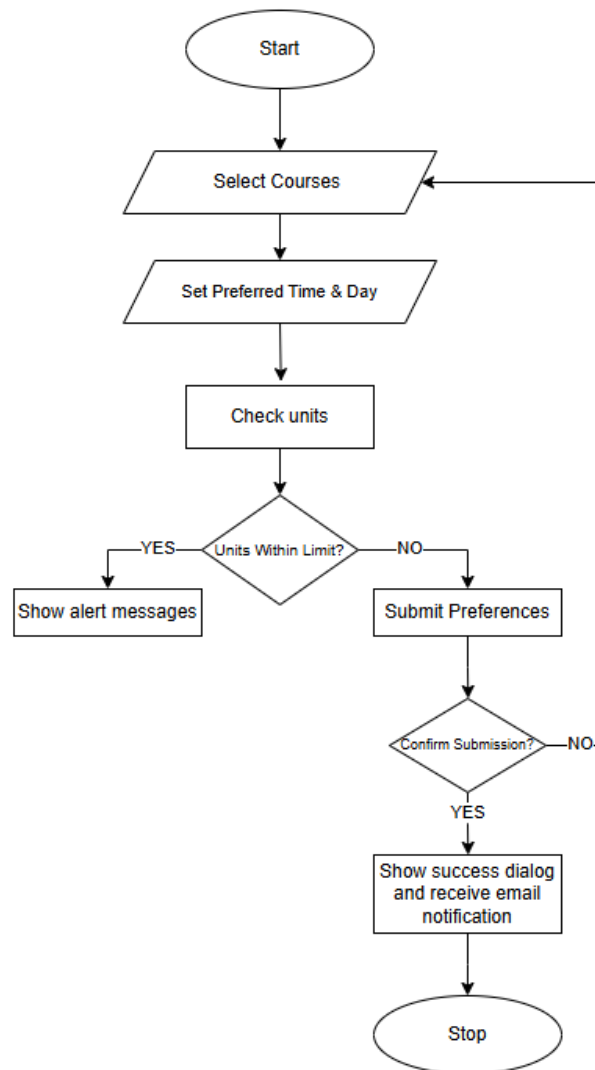 Start
Select Courses
Set Preferred Time & Day
Check units
Units Within Limit?
YES
NO
Show alert messages
Submit Preferences
Confirm Submission?
NO
YES
Show success dialog
and receive email
notification
Stop